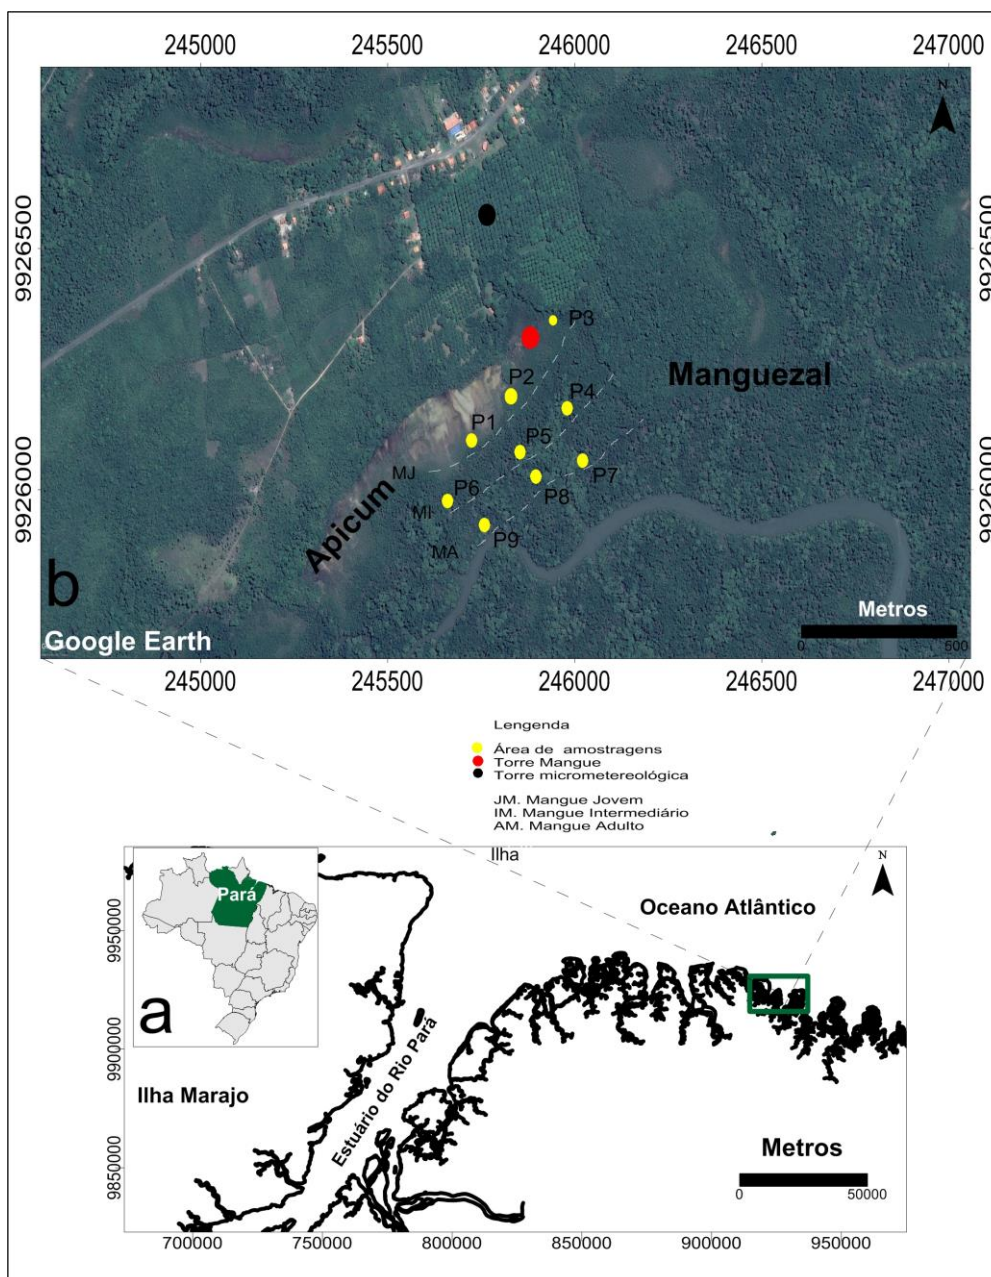 245000 245500 246000 246500 247000
N
9926500
9926500
P3
P2
Manguezal
P4
P1
P5
MJ
9926000
9926000
P6
P7
P8
MI
Apicum
P9
MA
b
Metros
Google Earth
0 500
245000 245500 246000 246500 247000
Lengenda
Área de amostragens
Torre Mangue
Torre micrometereológica
JM. Mangue Jovem
IM. Mangue Intermediário
AM. Mangue Adulto
Ilha
N
Pará
Oceano Atlântico
9950000
a
9900000
Estuário do Rio Pará
Ilha Marajo
Metros
9850000
0 50000
700000 750000 800000 850000 900000 950000